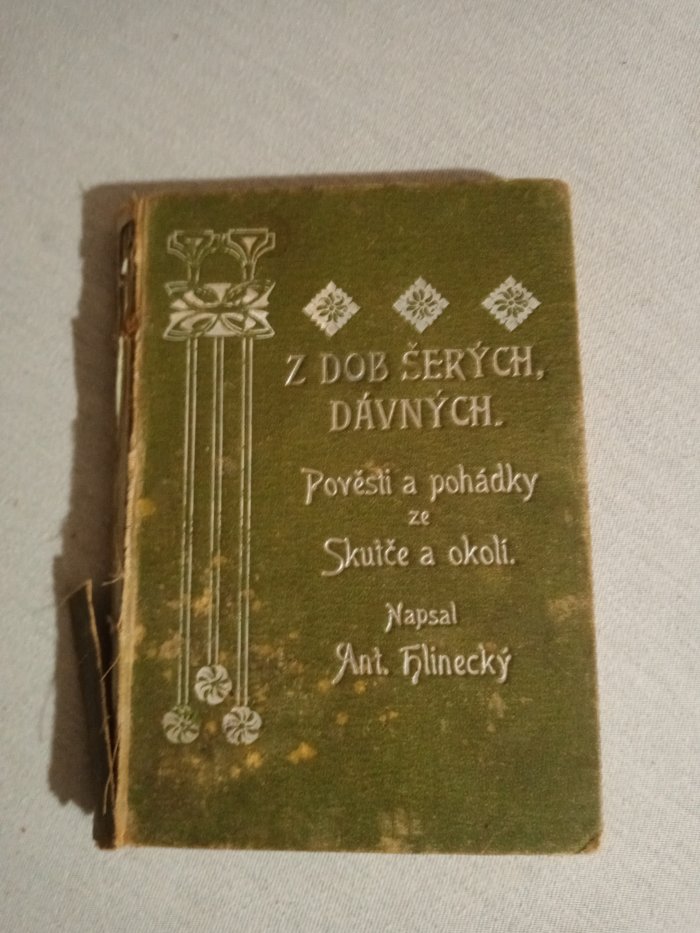 Z DOB ŠERÝCH,
DÁVNÝCH.
Pověsti a pohádky
ze
Skutče a okolí.
Napsal
Ant. Hlinecký